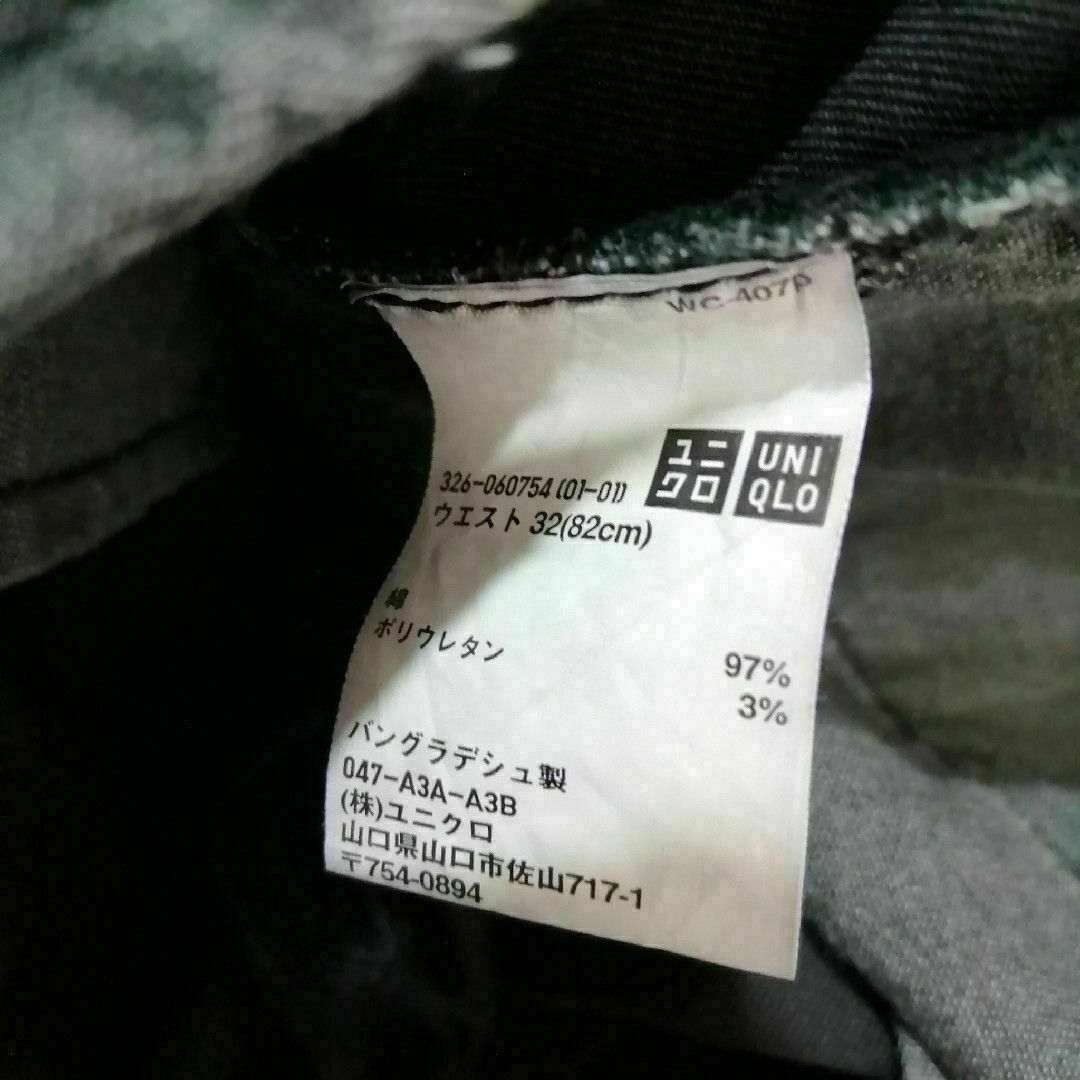 WC 407P
ユニクロ
UNIQLO
326-060754 (01-01)
ウエスト 32(82cm)
綿 97%
ポリウレタン 3%
バングラデシュ製
047-A3A-A3B
(株)ユニクロ
山口県山口市佐山717-1
〒754-0894